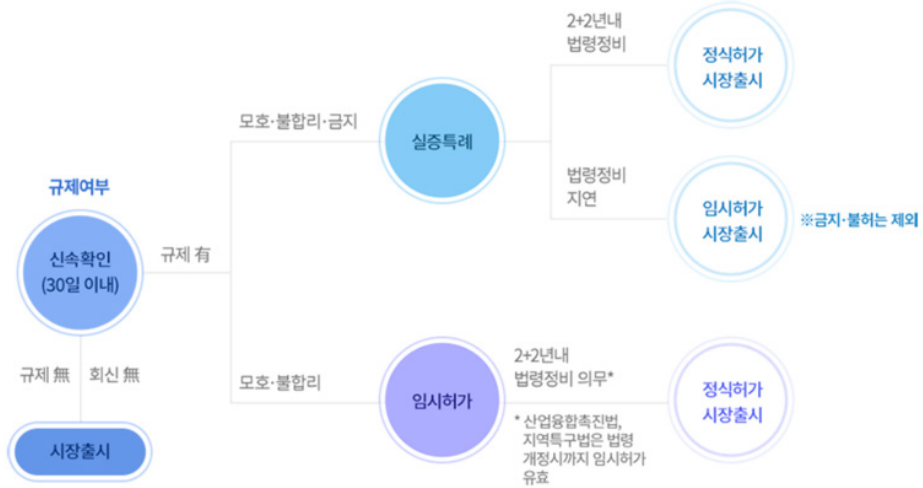 규제여부
신속확인
(30일 이내)
규제 無
회신 無
시장출시
규제 有
모호·불합리·금지
실증특례
2+2년내
법령정비
정식허가
시장출시
법령정비
지연
임시허가
시장출시
※금지·불허는 제외
모호·불합리
임시허가
2+2년내
법령정비 의무*
* 산업융합촉진법,
지역특구법은 법령
개정시까지 임시허가
유효
정식허가
시장출시